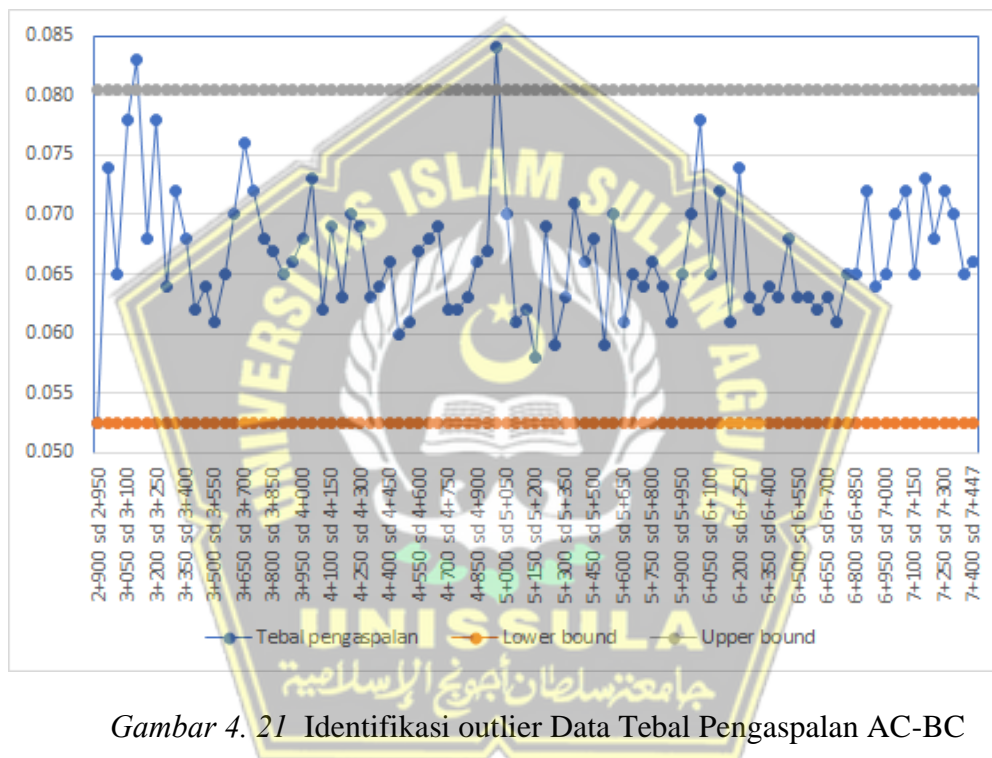 0.085
0.080
0.075
0.070
0.065
0.060
0.055
0.050
UNIVERSITAS ISLAM SULTAN AGUNG
2+900 sd 2+950
3+050 sd 3+100
3+200 sd 3+250
3+350 sd 3+400
3+500 sd 3+550
3+650 sd 3+700
3+800 sd 3+850
3+950 sd 4+000
4+100 sd 4+150
4+250 sd 4+300
4+400 sd 4+450
4+550 sd 4+600
4+700 sd 4+750
4+850 sd 4+900
5+000 sd 5+050
5+150 sd 5+200
5+300 sd 5+350
5+450 sd 5+500
5+600 sd 5+650
5+750 sd 5+800
5+900 sd 5+950
6+050 sd 6+100
6+200 sd 6+250
6+350 sd 6+400
6+500 sd 6+550
6+650 sd 6+700
6+800 sd 6+850
6+950 sd 7+000
7+100 sd 7+150
7+250 sd 7+300
7+400 sd 7+447
UNISSULA
Tebal pengaspalan Lower bound Upper bound
جامعة سلطان أجونج الإسلامية
Gambar 4. 21 Identifikasi outlier Data Tebal Pengaspalan AC-BC